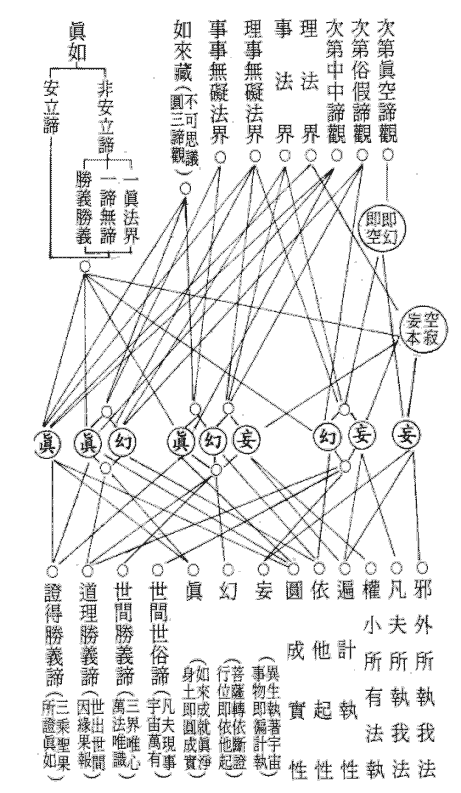 次第眞空諦觀
次第俗假諦觀
次第中中諦觀
理法界
事法界
理事無礙法界
事事無礙法界
如來藏(不可思議圓三諦觀)
眞如
非安立諦
安立諦
一眞法界
一諦無諦
勝義勝義
即幻
即空
空寂
妄本
妄
妄
幻
妄
幻
眞
幻
眞
眞
邪外所執我法
凡夫所執我法
權小所有法執
遍計執性
依他起性
圓成實性
妄(異生執著宇宙事物即偏計執)
幻(菩薩轉依斷證行位即依他起)
眞(如來成就眞淨身土即圓成實)
世間世俗諦(凡夫現事宇宙萬有)
世間勝義諦(三界唯心萬法唯識)
道理勝義諦(世出世間因緣果報)
證得勝義諦(三乘聖果所證眞如)